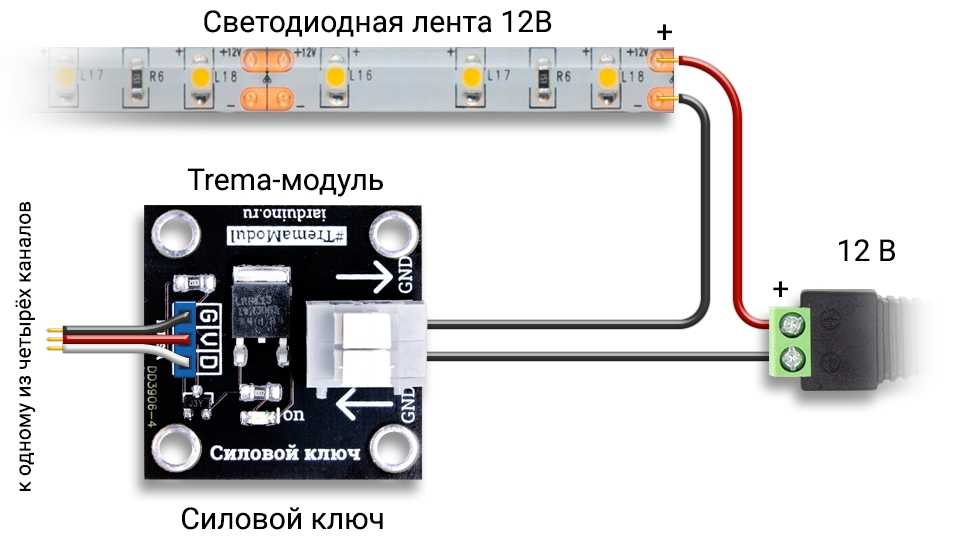 Светодиодная лента 12В
+
+ +12V +12V + + +12V
L17 R6 L18 L16 L17 R6 L18
− − −
Trema-модуль
iarduino.ru
#TremaModul
GND
12 В
+
G V D
on
GND
DD3906-4
Силовой ключ
Силовой ключ
к одному из четырёх каналов